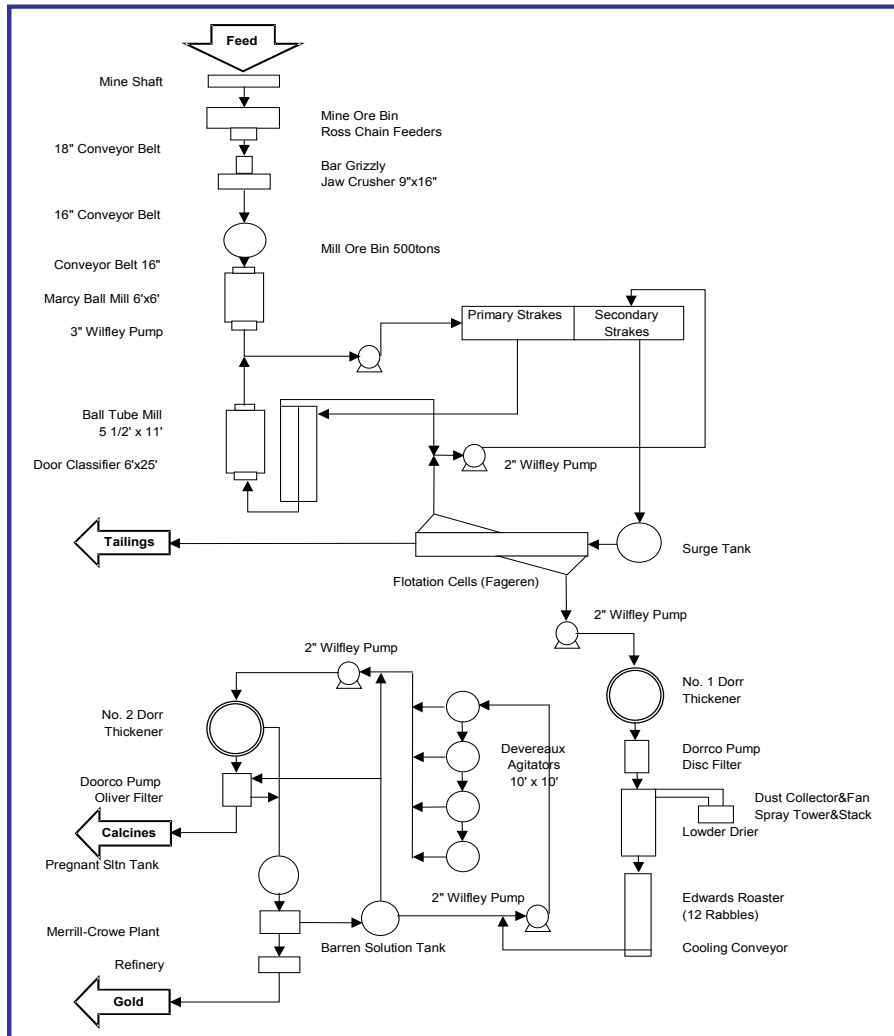 Feed
Mine Shaft
Mine Ore Bin
Ross Chain Feeders
18" Conveyor Belt
Bar Grizzly
Jaw Crusher 9"x16"
16" Conveyor Belt
Mill Ore Bin 500tons
Conveyor Belt 16"
Marcy Ball Mill 6'x6'
3" Wilfley Pump
Primary Strakes
Secondary
Strakes
Ball Tube Mill
5 1/2' x 11'
Door Classifier 6'x25'
2" Wilfley Pump
Tailings
Surge Tank
Flotation Cells (Fageren)
2" Wilfley Pump
2" Wilfley Pump
No. 1 Dorr
Thickener
No. 2 Dorr
Thickener
Devereaux
Agitators
10' x 10'
Dorrco Pump
Disc Filter
Doorco Pump
Oliver Filter
Dust Collector&Fan
Spray Tower&Stack
Lowder Drier
Calcines
Pregnant Sltn Tank
2" Wilfley Pump
Edwards Roaster
(12 Rabbles)
Merrill-Crowe Plant
Barren Solution Tank
Cooling Conveyor
Refinery
Gold